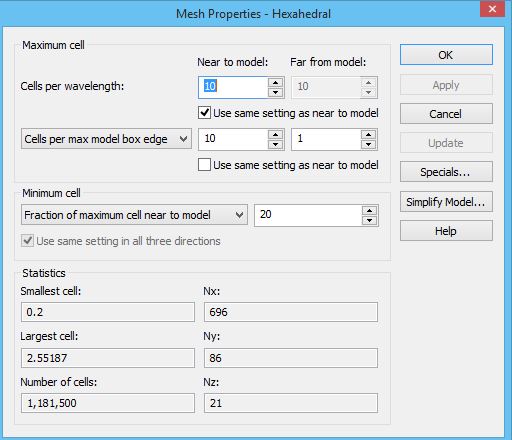 Mesh Properties - Hexahedral
Maximum cell
Near to model: Far from model:
Cells per wavelength: 10 10
Use same setting as near to model
Cells per max model box edge 10 1
Use same setting as near to model
Minimum cell
Fraction of maximum cell near to model 20
Use same setting in all three directions
Statistics
Smallest cell: Nx:
0.2 696
Largest cell: Ny:
2.55187 86
Number of cells: Nz:
1,181,500 21
OK
Apply
Cancel
Update
Specials...
Simplify Model...
Help